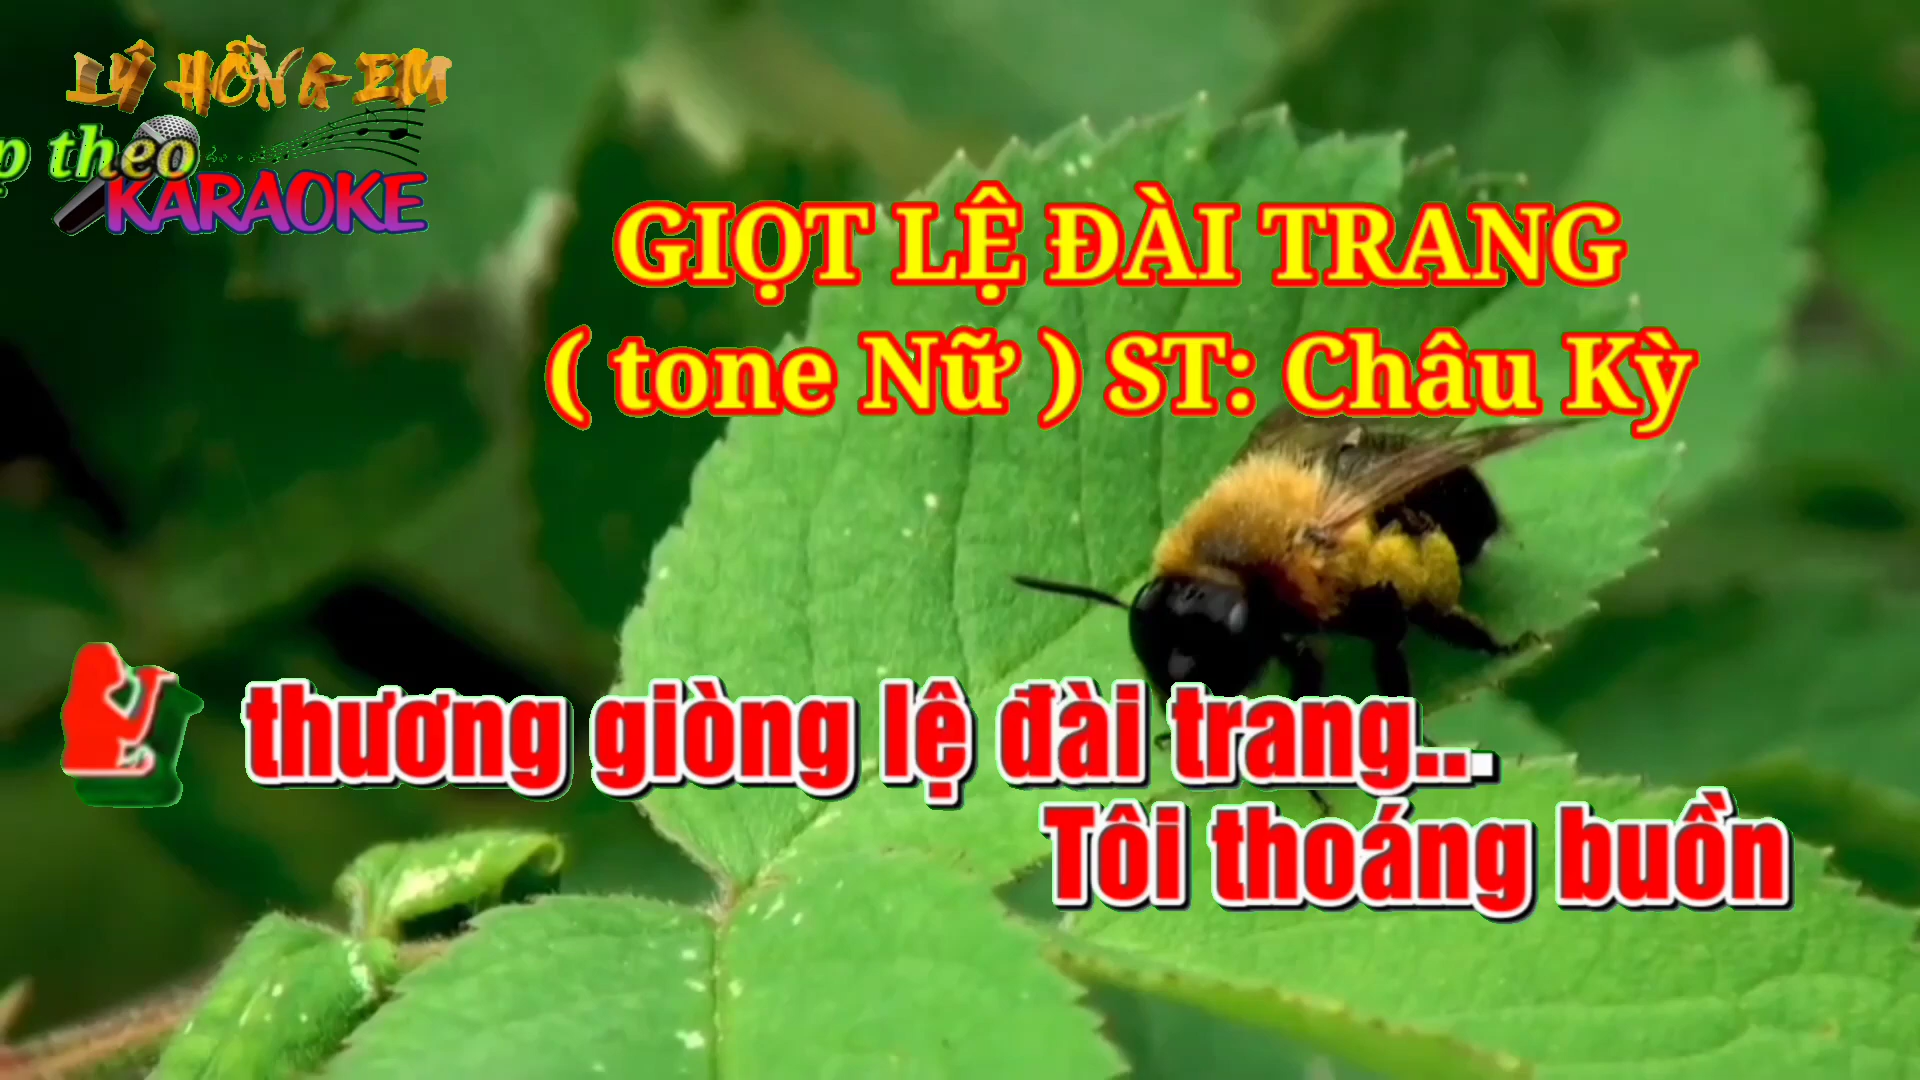 LÝ HỒNG EM
p theo
KARAOKE
GIỌT LỆ ĐÀI TRANG
( tone Nữ ) ST: Châu Kỳ
thương giòng lệ đài trang...
Tôi thoáng buồn